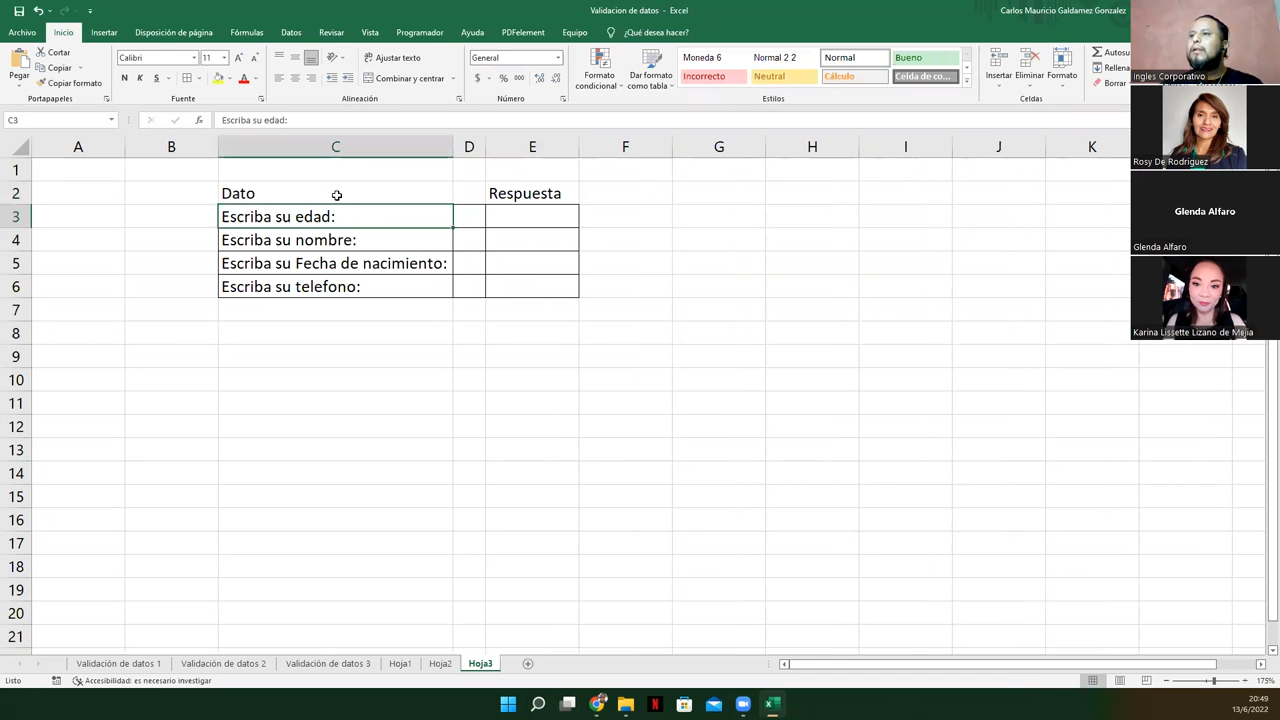 Validacion de datos - Excel
Carlos Mauricio Galdamez Gonzalez
Archivo Inicio Insertar Disposición de página Fórmulas Datos Revisar Vista Programador Ayuda PDFelement Equipo ¿Qué desea hacer?
Pegar
Cortar
Copiar
Copiar formato
Portapapeles
Calibri 11
N K S
Fuente
Ajustar texto
Combinar y centrar
Alineación
General
$ % 000
Número
Formato condicional
Dar formato como tabla
Moneda 6 Normal 2 2 Normal Bueno
Incorrecto Neutral Cálculo Celda de co...
Estilos
Insertar Eliminar Formato
Celdas
Autosu
Rellena
Borrar
C3
fx
Escriba su edad:
A B C D E F G H I J K
1
2 Dato Respuesta
3 Escriba su edad:
4 Escriba su nombre:
5 Escriba su Fecha de nacimiento:
6 Escriba su telefono:
7
8
9
10
11
12
13
14
15
16
17
18
19
20
21
Ingles Corporativo
Rosy De Rodriguez
Glenda Alfaro
Glenda Alfaro
Karina Lissette Lizano de Mejia
Validación de datos 1 Validación de datos 2 Validación de datos 3 Hoja1 Hoja2 Hoja3
Listo Accesibilidad: es necesario investigar 175%
20:49
13/6/2022